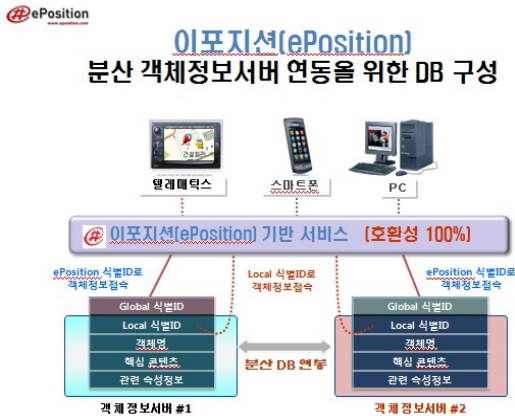 ePosition
www.eposition.com
이포지션(ePosition)
분산 객체정보서버 연동을 위한 DB 구성
건설회관
텔레매틱스
스마트폰
PC
이포지션(ePosition) 기반 서비스 (호환성 100%)
ePosition 식별ID로
객체정보접속
Local 식별ID로
객체정보접속
ePosition 식별ID로
객체정보접속
Global 식별ID
Local 식별ID
객체명
핵심 콘텐츠
관련 속성정보
분산 DB 연동
Global 식별ID
Local 식별ID
객체명
핵심 콘텐츠
관련 속성정보
객체정보서버 #1
객체정보서버 #2